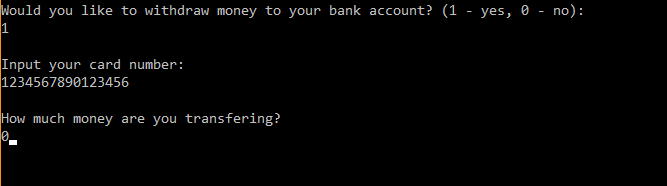 Would you like to withdraw money to your bank account? (1 - yes, 0 - no):
1
Input your card number:
1234567890123456
How much money are you transfering?
0